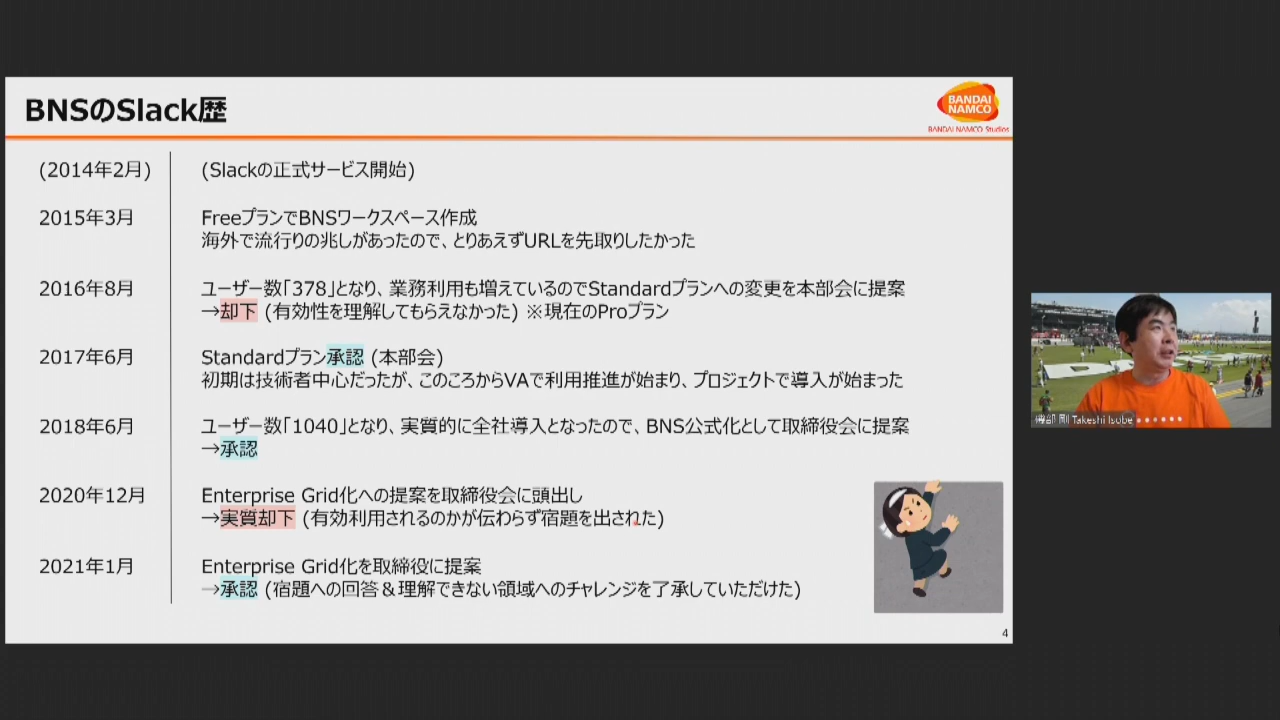 BNSのSlack歴
BANDAI
NAMCO
BANDAI NAMCO Studios
(2014年2月) (Slackの正式サービス開始)
2015年3月 FreeプランでBNSワークスペース作成
海外で流行りの兆しがあったので、とりあえずURLを先取りしたかった
2016年8月 ユーザー数「378」となり、業務利用も増えているのでStandardプランへの変更を本部会に提案
→却下 (有効性を理解してもらえなかった) ※現在のProプラン
2017年6月 Standardプラン承認 (本部会)
初期は技術者中心だったが、このころからVAで利用推進が始まり、プロジェクトで導入が始まった
2018年6月 ユーザー数「1040」となり、実質的に全社導入となったので、BNS公式化として取締役会に提案
→承認
2020年12月 Enterprise Grid化への提案を取締役会に頭出し
→実質却下 (有効利用されるのかが伝わらず宿題を出された)
2021年1月 Enterprise Grid化を取締役に提案
→承認 (宿題への回答＆理解できない領域へのチャレンジを了承していただけた)
4
磯部 剛 Takeshi Isobe